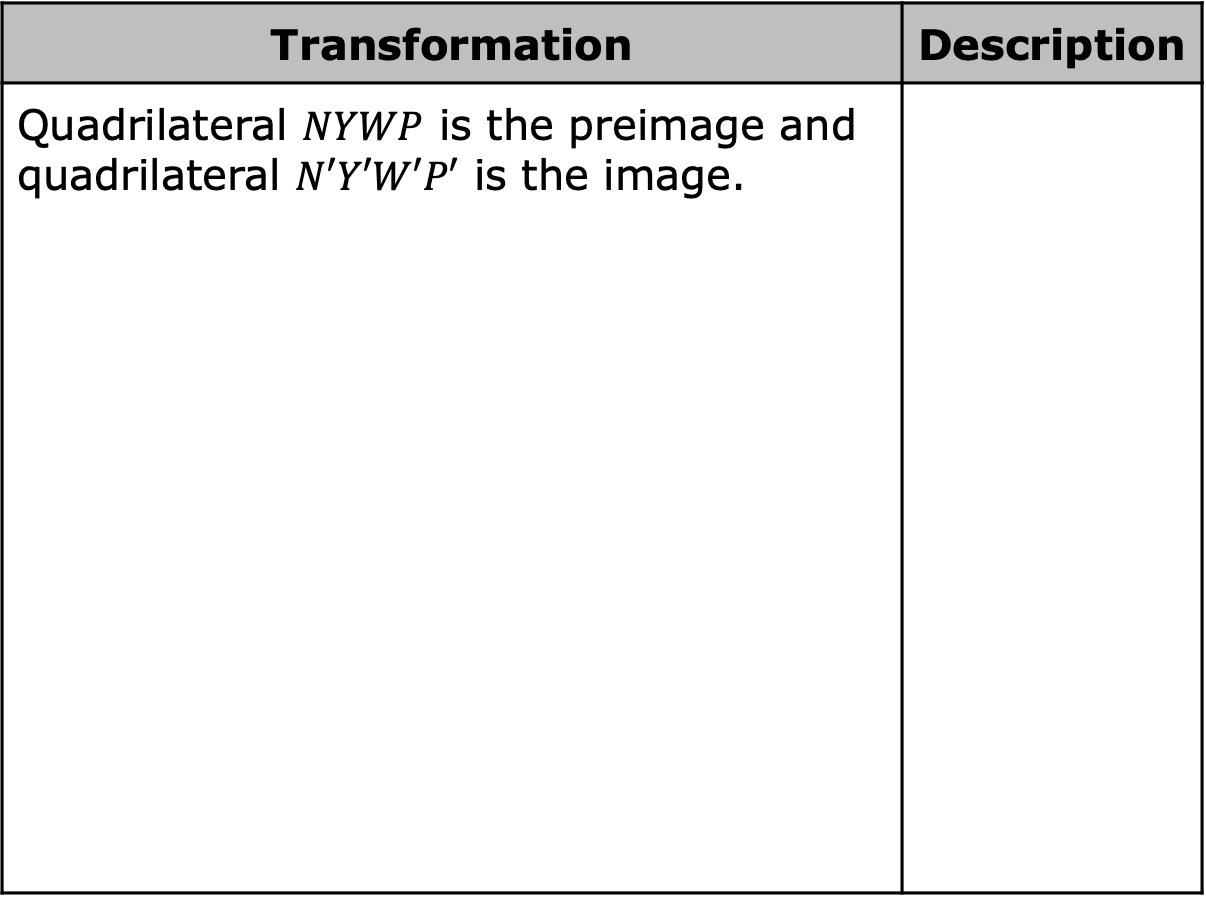 Transformation
Description
Quadrilateral NYWP is the preimage and
quadrilateral N′Y′W′P′ is the image.